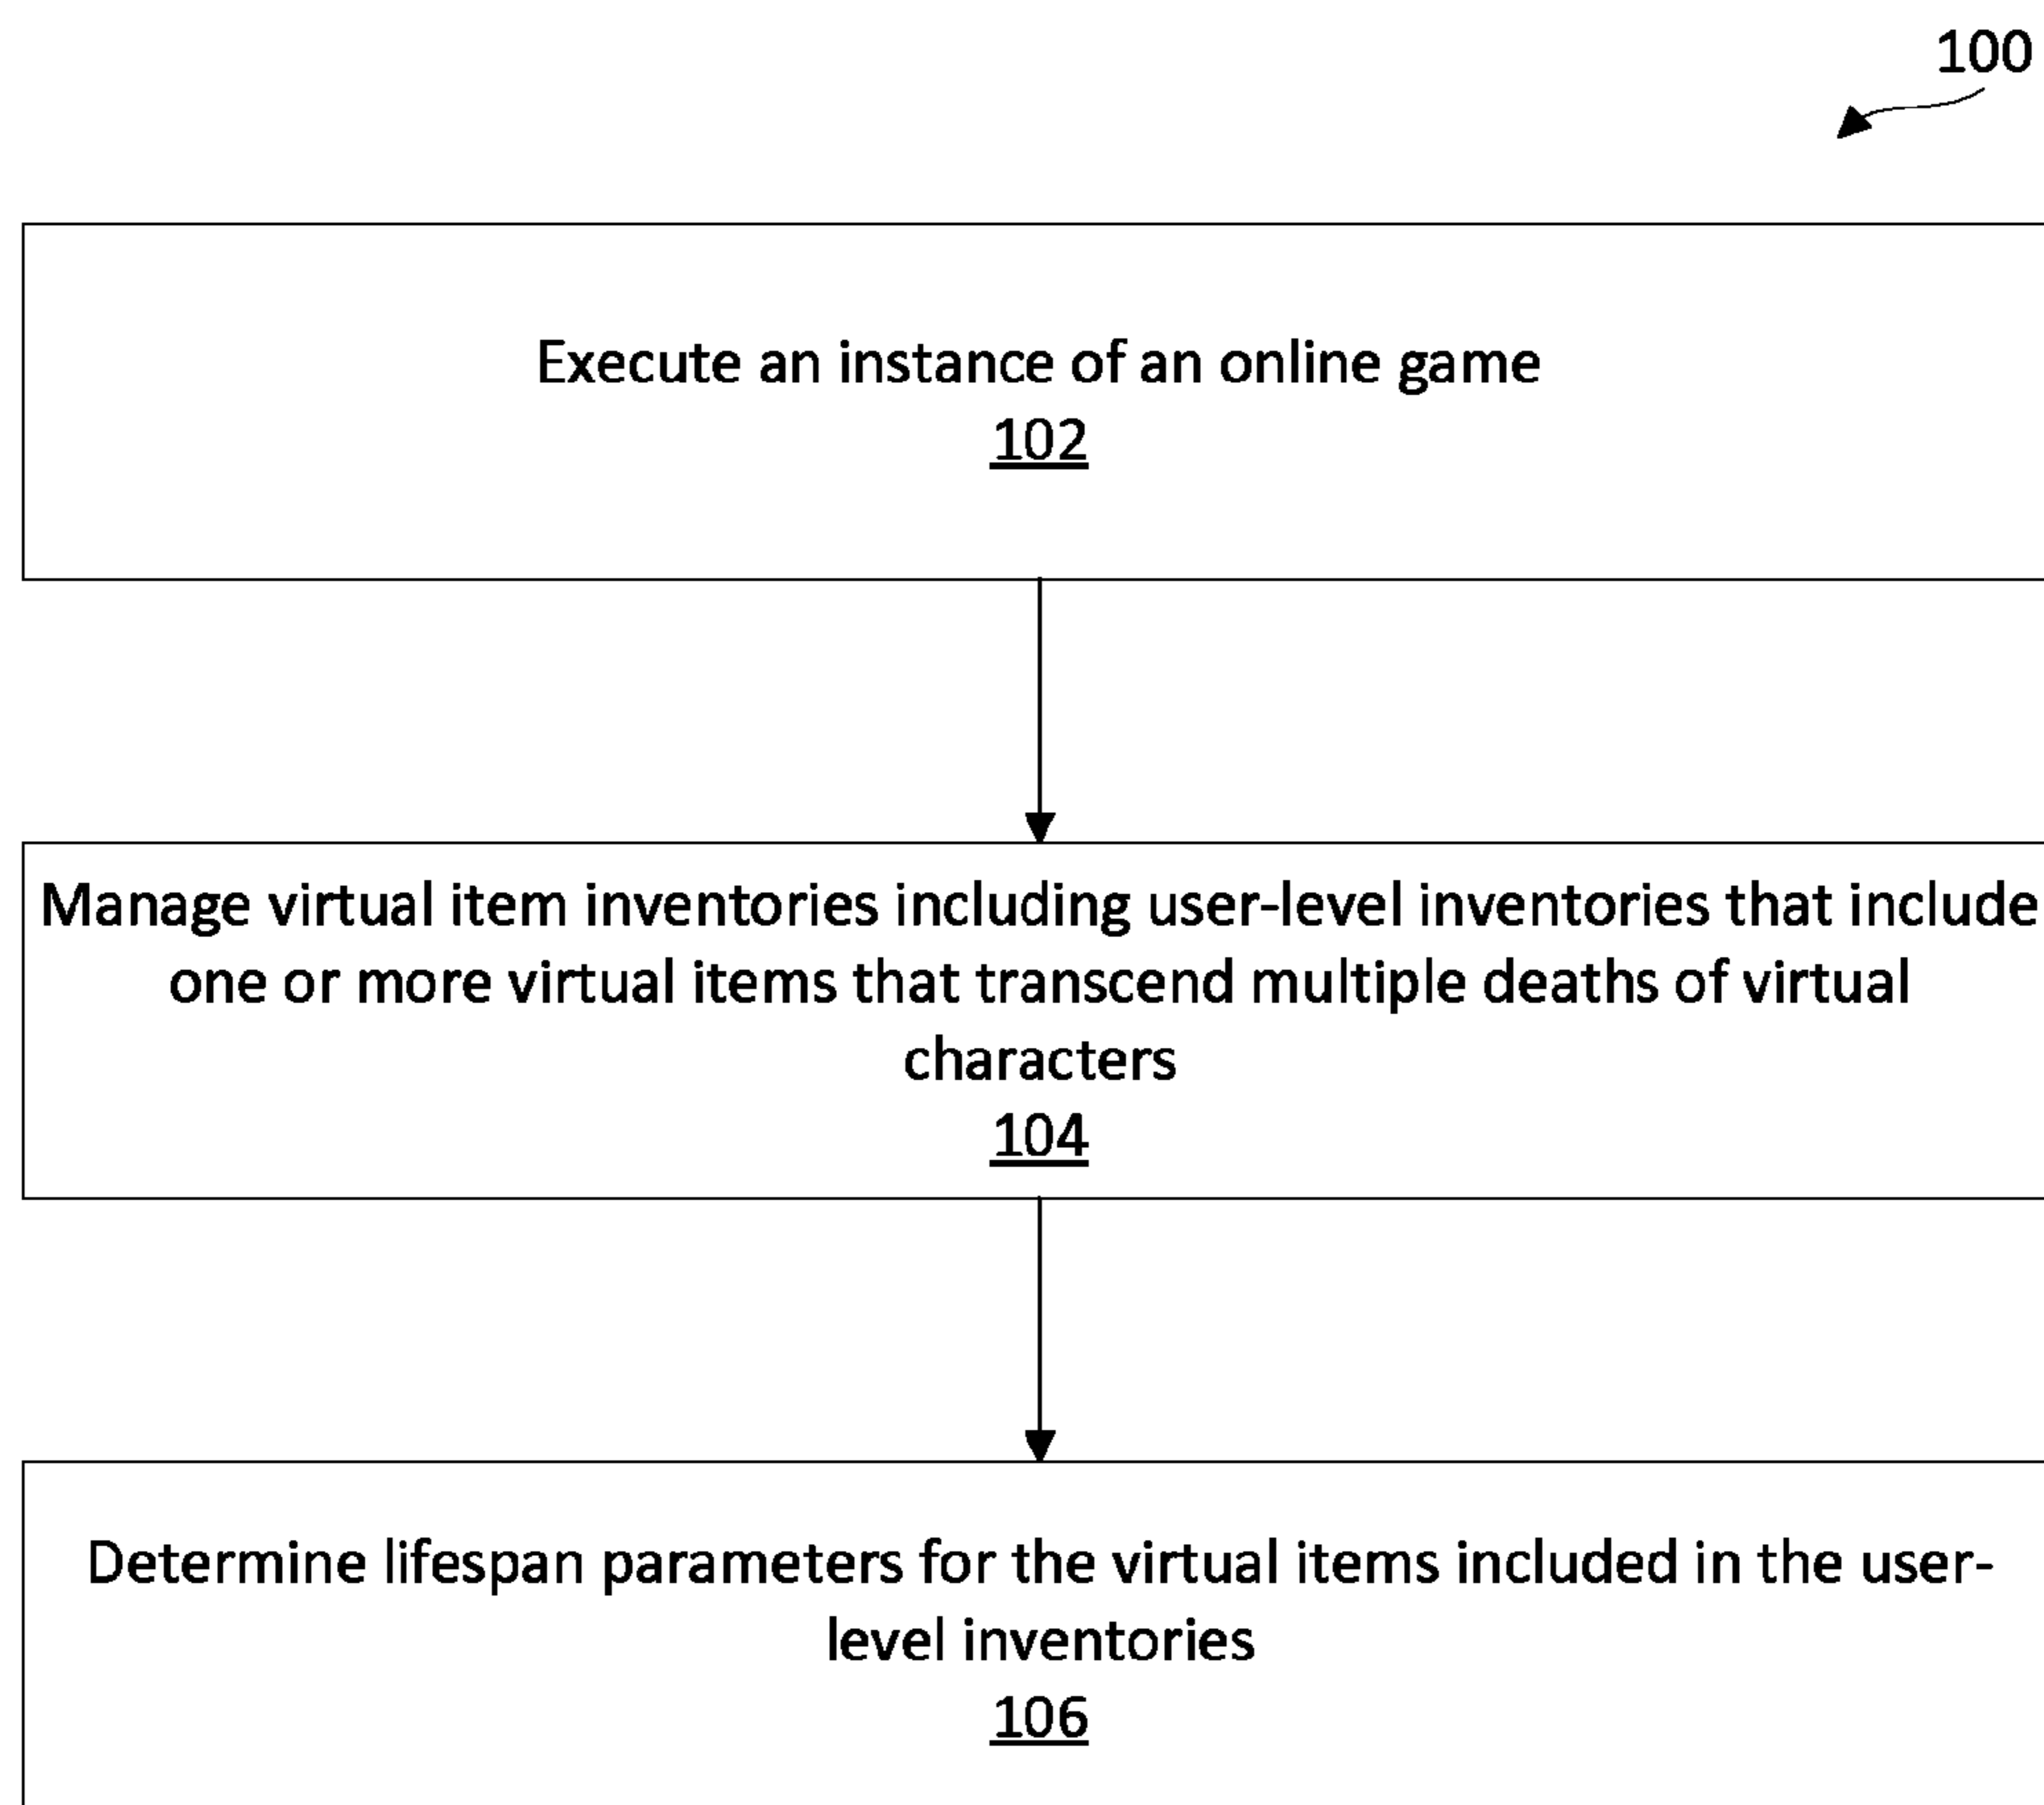 100
Execute an instance of an online game
102
Manage virtual item inventories including user-level inventories that include
one or more virtual items that transcend multiple deaths of virtual
characters
104
Determine lifespan parameters for the virtual items included in the user-
level inventories
106